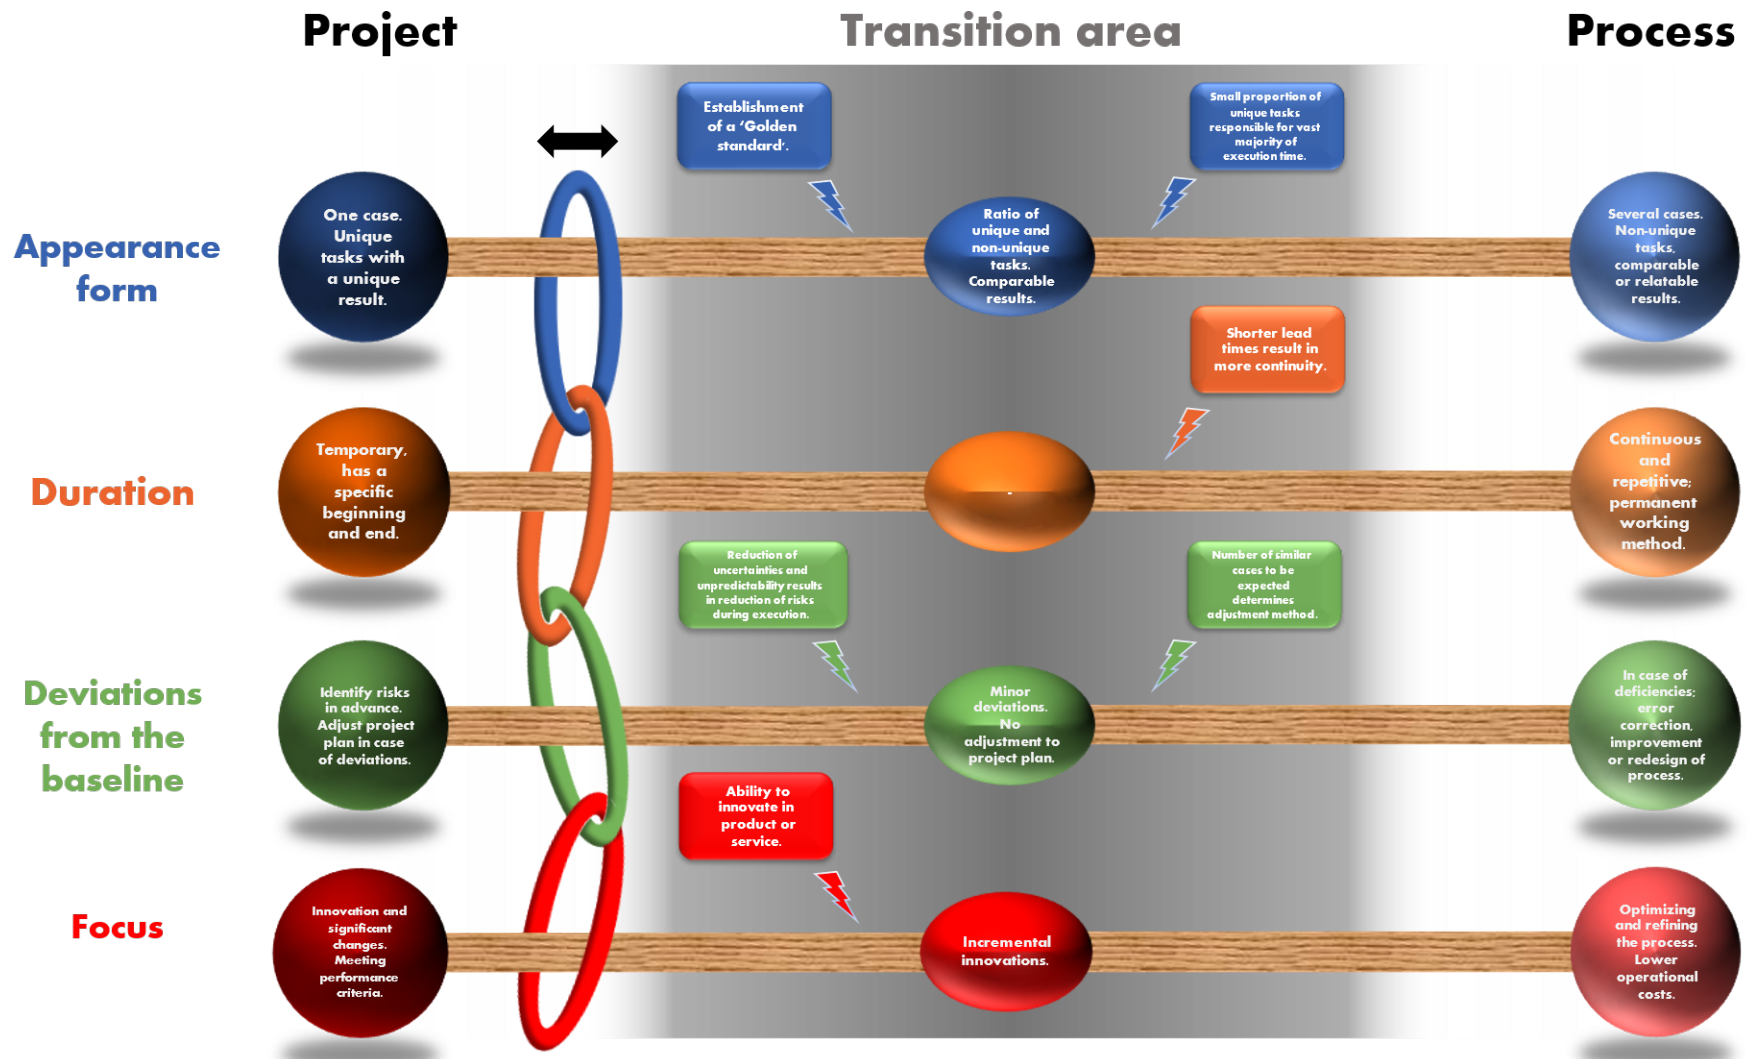 Project
Transition area
Process
Establishment
of a ‘Golden
standard’.
Small proportion of
unique tasks
responsible for vast
majority of
execution time.
Appearance
form
One case.
Unique
tasks with
a unique
result.
Ratio of
unique and
non-unique
tasks.
Comparable
results.
Several cases.
Non-unique
tasks,
comparable
or relatable
results.
Shorter lead
times result in
more continuity.
Duration
Temporary,
has a
specific
beginning
and end.
-
Continuous
and
repetitive;
permanent
working
method.
Reduction of
uncertainties and
unpredictability results
in reduction of risks
during execution.
Number of similar
cases to be
expected
determines
adjustment method.
Deviations
from the
baseline
Identify risks
in advance.
Adjust project
plan in case
of deviations.
Minor
deviations.
No
adjustment to
project plan.
In case of
deficiencies;
error
correction,
improvement
or redesign of
process.
Ability to
innovate in
product or
service.
Focus
Innovation and
significant
changes.
Meeting
performance
criteria.
Incremental
innovations.
Optimizing
and refining
the process.
Lower
operational
costs.